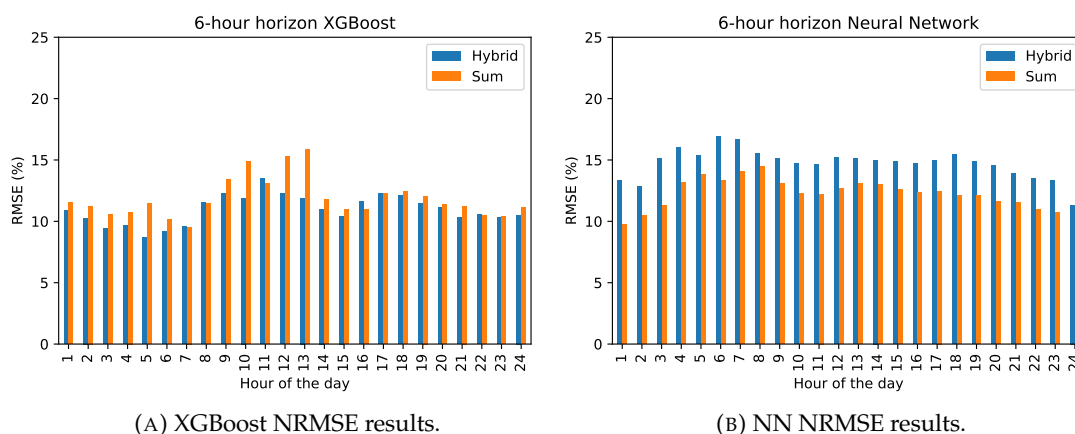 6-hour horizon XGBoost
25
20
15
10
5
0
RMSE (%)
Hybrid
Sum
1 2 3 4 5 6 7 8 9 10 11 12 13 14 15 16 17 18 19 20 21 22 23 24
Hour of the day
(A) XGBoost NRMSE results.
6-hour horizon Neural Network
25
20
15
10
5
0
RMSE (%)
Hybrid
Sum
1 2 3 4 5 6 7 8 9 10 11 12 13 14 15 16 17 18 19 20 21 22 23 24
Hour of the day
(B) NN NRMSE results.